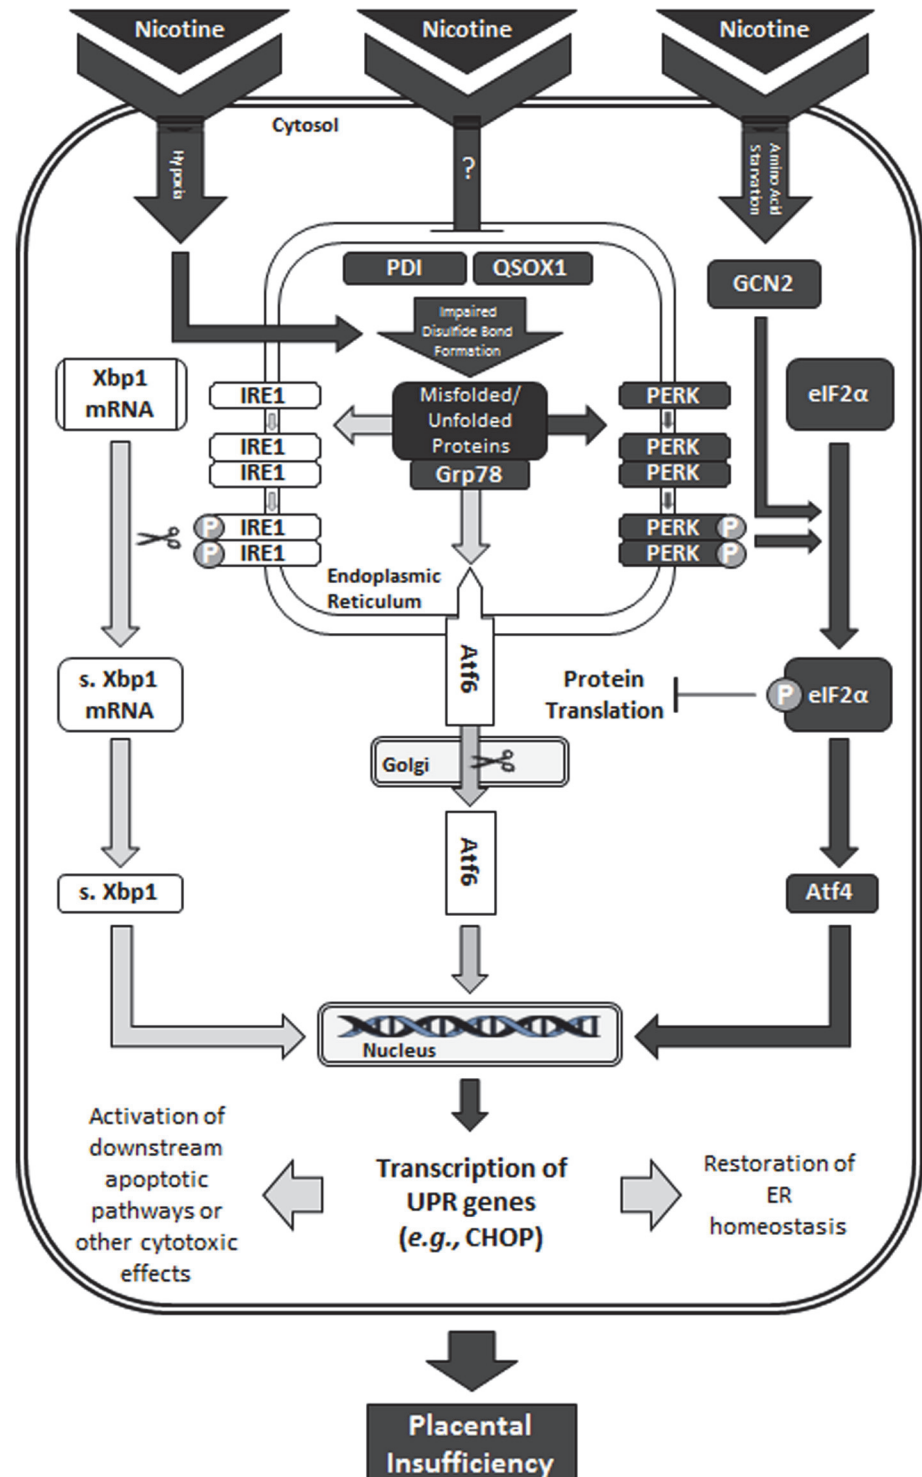 Nicotine
Nicotine
Nicotine
Cytosol
Hypoxia
?
Amino Acid
Starvation
PDI
QSOX1
GCN2
Impaired
Disulfide Bond
Formation
Xbp1
mRNA
IRE1
Misfolded/
Unfolded
Proteins
PERK
eIF2α
IRE1
IRE1
Grp78
PERK
PERK
P
IRE1
P
IRE1
PERK
P
PERK
P
Endoplasmic
Reticulum
Atf6
s. Xbp1
mRNA
Protein
Translation
P
eIF2α
Golgi
Atf6
s. Xbp1
Atf4
Nucleus
Activation of
downstream
apoptotic
pathways or
other cytotoxic
effects
Transcription of
UPR genes
(e.g., CHOP)
Restoration of
ER
homeostasis
Placental
Insufficiency